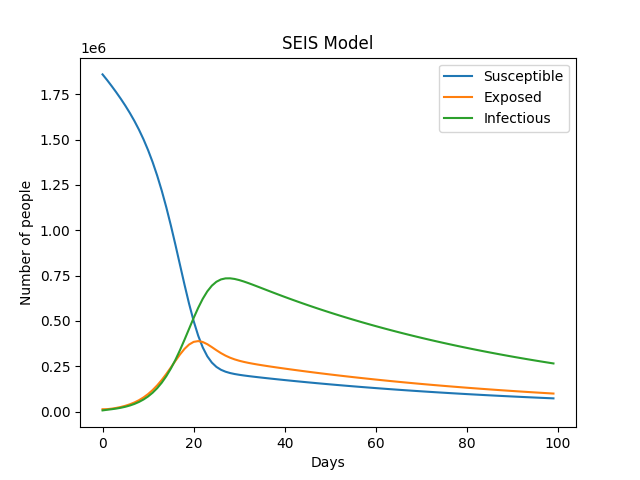 SEIS Model
1e6
Susceptible
Exposed
Infectious
1.75
1.50
1.25
1.00
0.75
0.50
0.25
0.00
Number of people
0 20 40 60 80 100
Days